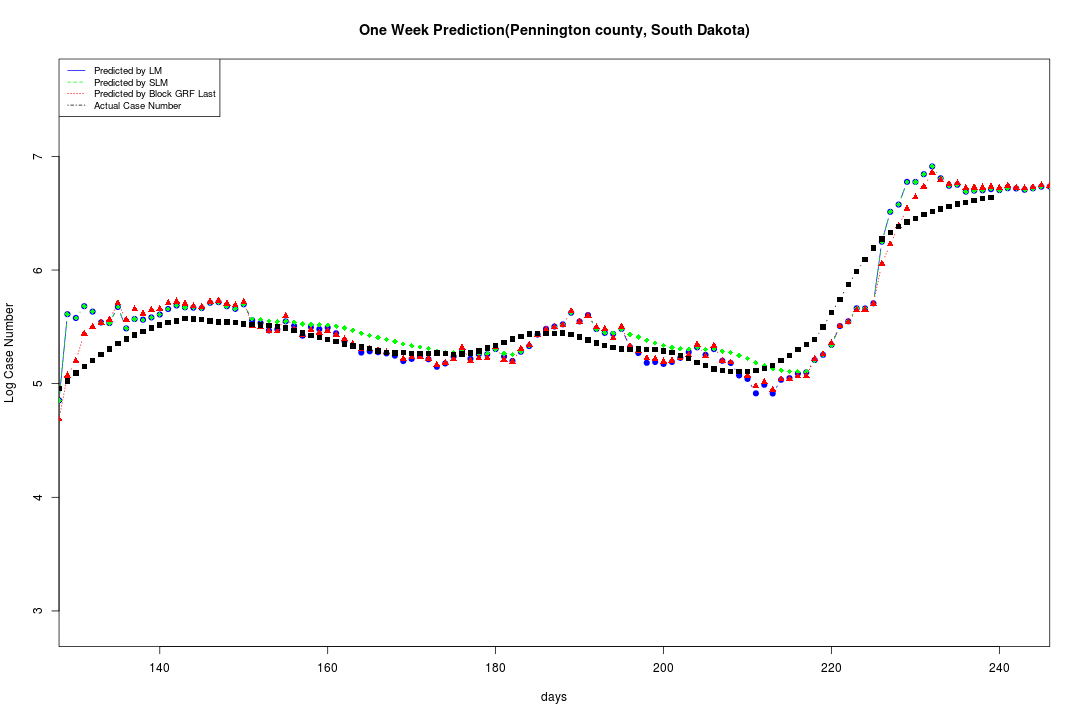 One Week Prediction(Pennington county, South Dakota)
Predicted by LM
Predicted by SLM
Predicted by Block GRF Last
Actual Case Number
Log Case Number
7
6
5
4
3
140 160 180 200 220 240
days